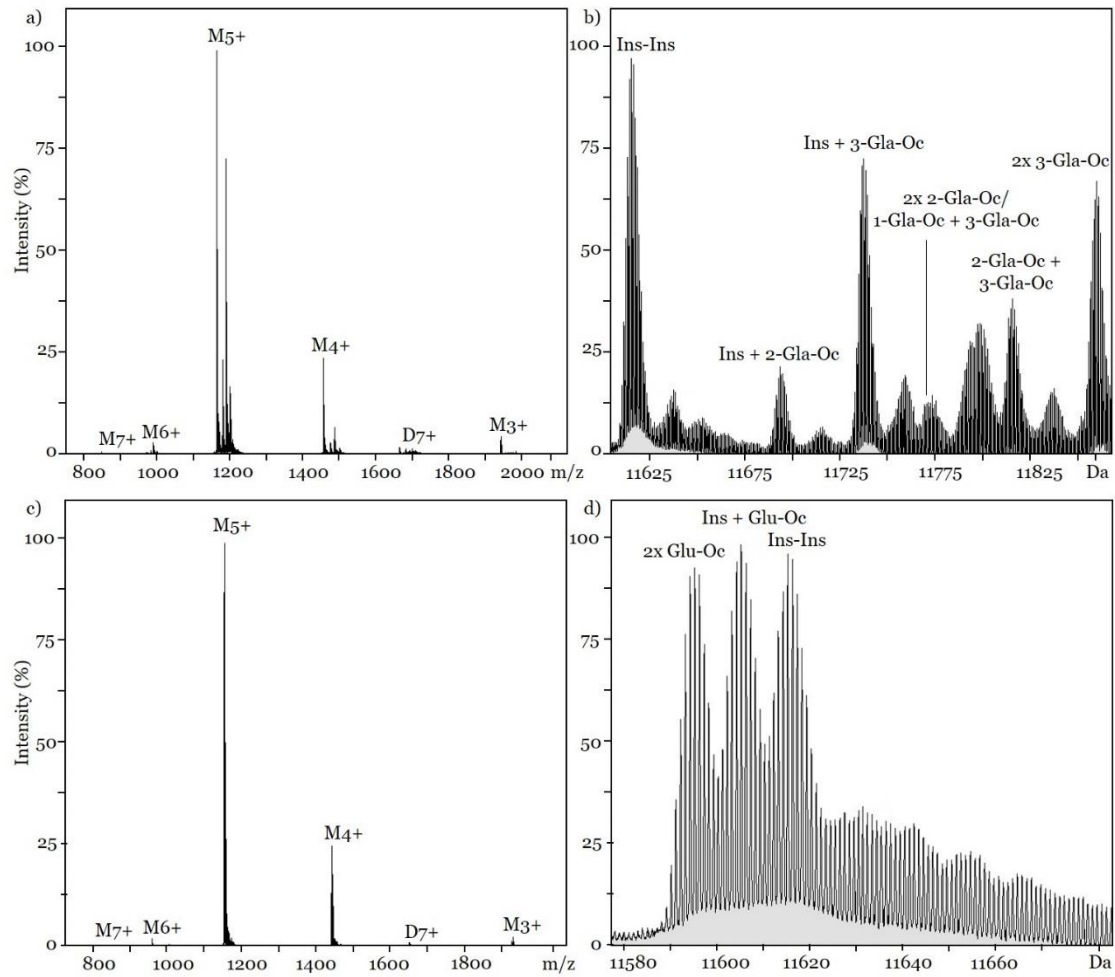 a)
M5+
100
75
50
25
0
Intensity (%)
M4+
M7+
M6+
D7+
M3+
800 1000 1200 1400 1600 1800 2000 m/z
b)
Ins-Ins
100
75
50
25
0
Ins + 3-Gla-Oc
2x 3-Gla-Oc
2x 2-Gla-Oc/
1-Gla-Oc + 3-Gla-Oc
2-Gla-Oc +
3-Gla-Oc
Ins + 2-Gla-Oc
11625 11675 11725 11775 11825 Da
c)
M5+
100
75
50
25
0
Intensity (%)
M4+
M7+
M6+
D7+
M3+
800 1000 1200 1400 1600 1800 m/z
d)
Ins + Glu-Oc
2x Glu-Oc
Ins-Ins
100
75
50
25
0
11580 11600 11620 11640 11660 Da